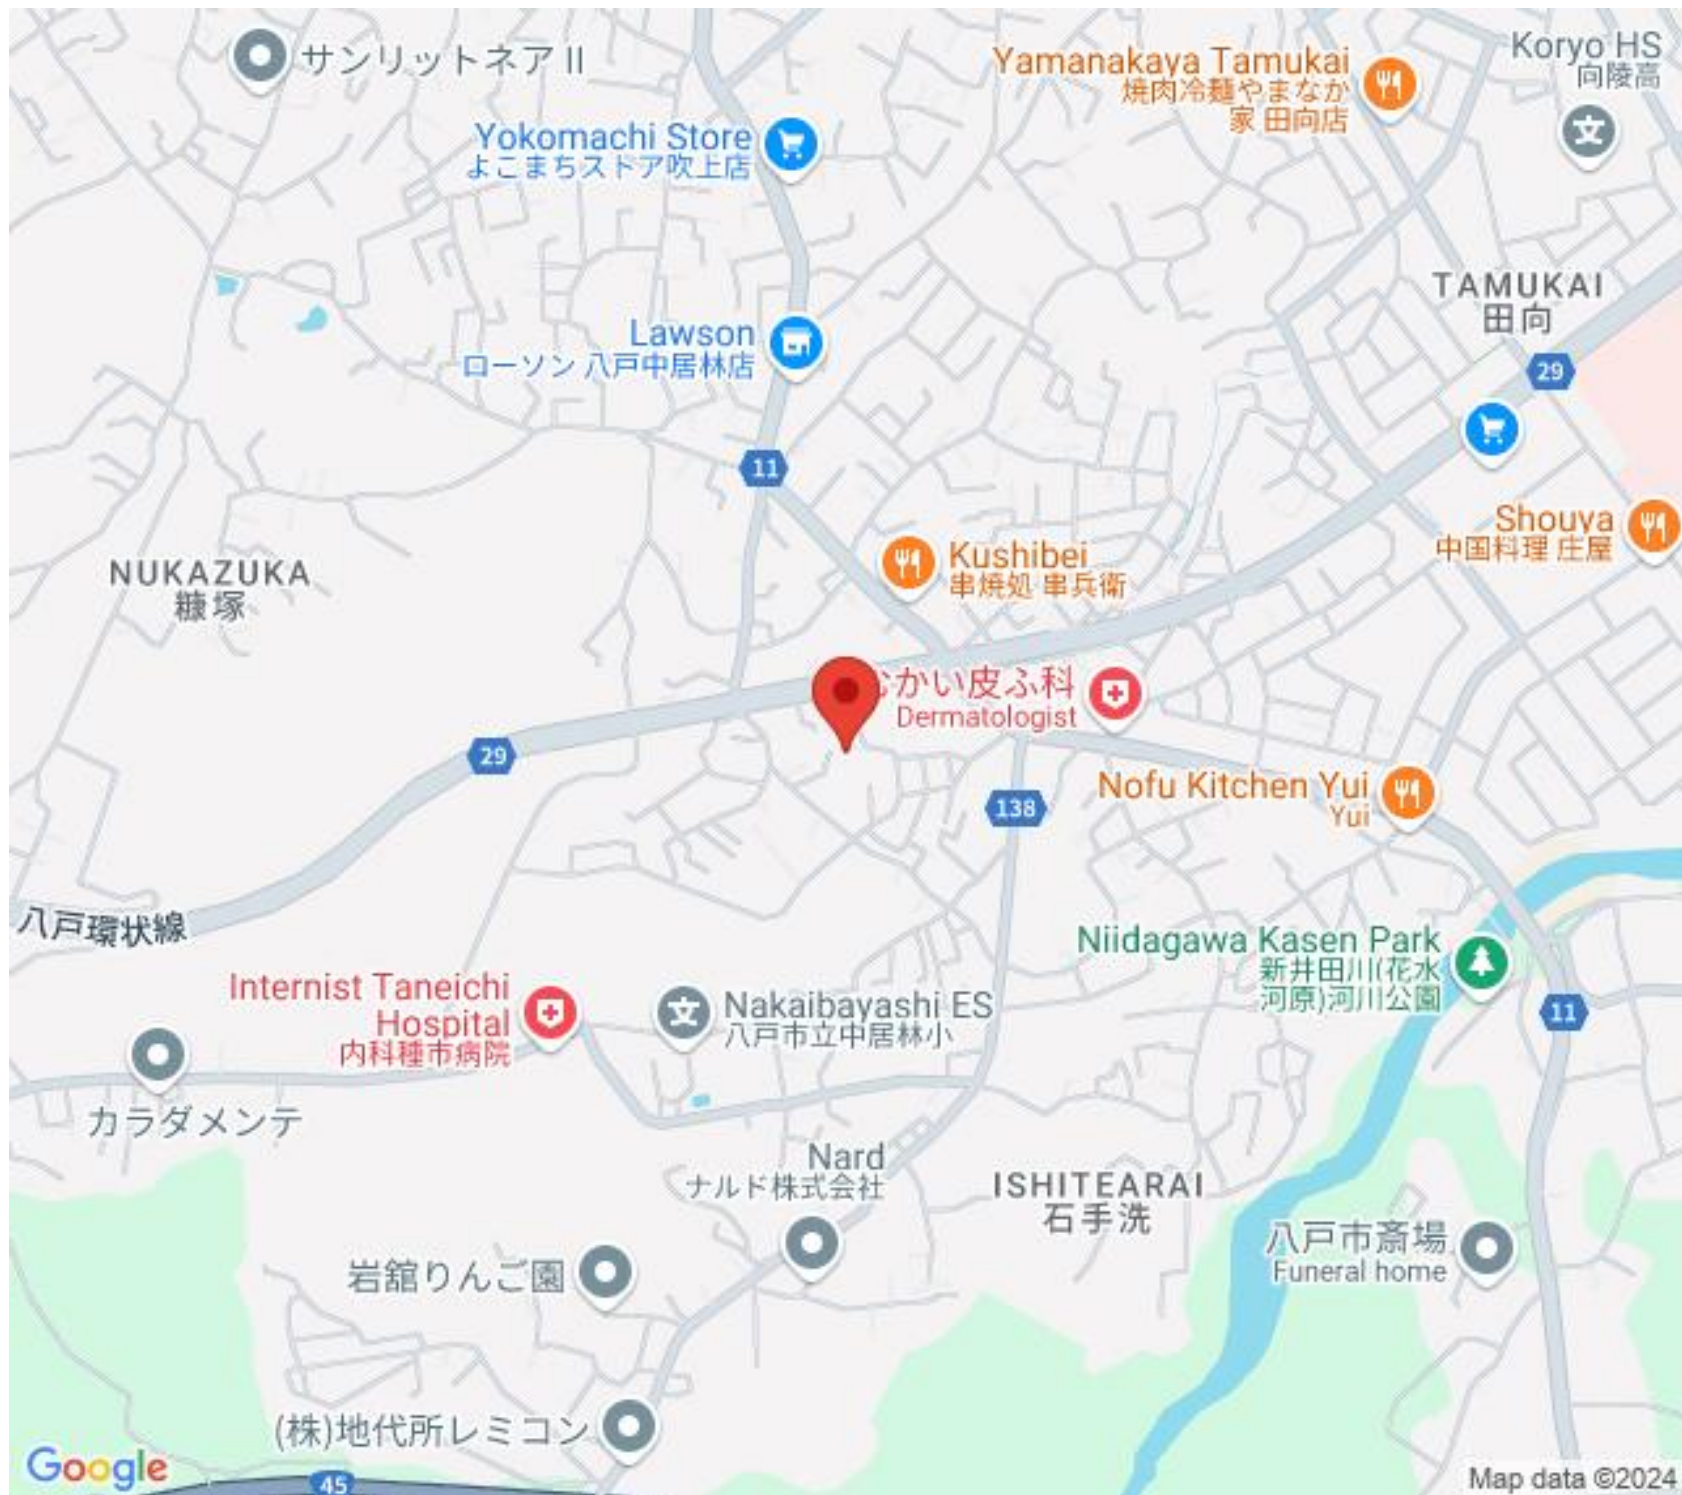 サンリットネアⅡ
Yamanakaya Tamukai
焼肉冷麺やまなか
家 田向店
Koryo HS
向陵高
Yokomachi Store
よこまちストア吹上店
TAMUKAI
田向
Lawson
ローソン 八戸中居林店
29
11
Shouya
中国料理 庄屋
Kushibei
串焼処 串兵衛
NUKAZUKA
糠塚
かい皮ふ科
Dermatologist
29
Nofu Kitchen Yui
Yui
138
八戸環状線
Niidagawa Kasen Park
新井田川(花水
河原)河川公園
Internist Taneichi
Hospital
内科種市病院
Nakaibayashi ES
八戸市立中居林小
11
カラダメンテ
Nard
ナルド株式会社
ISHITEARAI
石手洗
八戸市斎場
Funeral home
岩舘りんご園
(株)地代所レミコン
Google
45
Map data ©2024